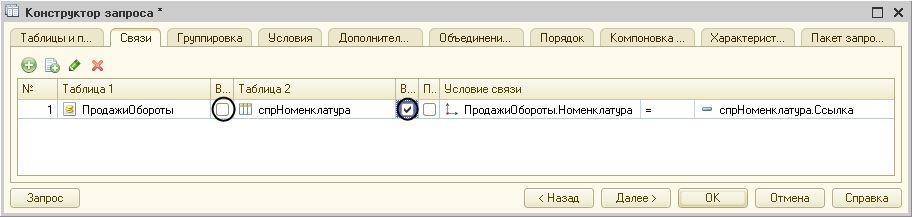 Конструктор запроса *
Таблицы и п... Связи Группировка Условия Дополнител... Объединени... Порядок Компоновка ... Характерист... Пакет запро...
№ Таблица 1 В... Таблица 2 В... П... Условие связи
1 ПродажиОбороты спрНоменклатура ПродажиОбороты.Номенклатура = спрНоменклатура.Ссылка
Запрос < Назад Далее > OK Отмена Справка